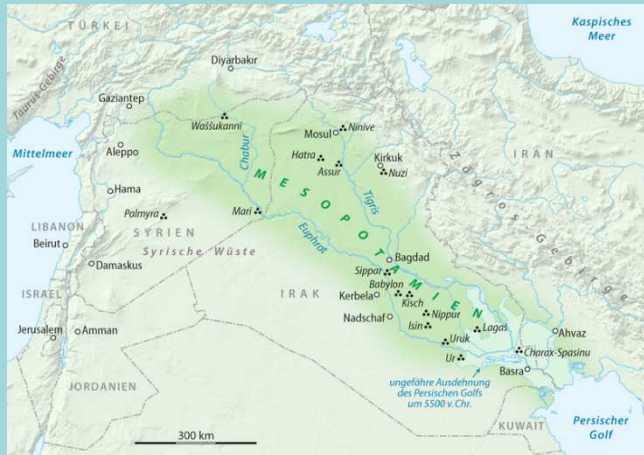 TÜRKEI
Kaspisches
Meer
Taurus-Gebirge
Diyarbakır
Gaziantep
Waššukanni
Mosul
Ninive
Mittelmeer
Aleppo
Chabur
Hatra
Assur
Kirkuk
Nuzi
IRAN
Hama
MESOPOTAMIEN
Tigris
Zagros-Gebirge
Palmyra
Mari
LIBANON
SYRIEN
Euphrat
Beirut
Syrische Wüste
Bagdad
Damaskus
Sippar
Babylon
ISRAEL
IRAK
Kerbela
Kisch
Nippur
Nadschaf
Isin
Lagaš
Jerusalem
Amman
Uruk
Ahvaz
Ur
Charax-Spasinu
Basra
JORDANIEN
ungefähre Ausdehnung
des Persischen Golfs
um 5500 v. Chr.
KUWAIT
Persischer
Golf
300 km